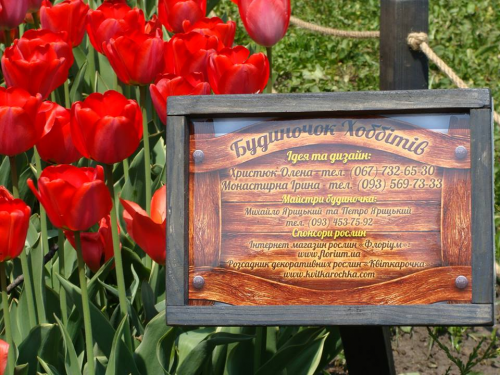 Будиночок Хоббітів
Ідея та дизайн:
Христюк Олена - тел. (067) 732-65-30
Монастирна Ірина - тел. (093) 569-73-33
Майстри будиночка:
Михайло Ярицький та Петро Ярицький
- тел. (093) 453-75-92
Спонсори рослин
Інтернет магазин рослин "Флоріум" -
www.florium.ua
Розсадник декоративних рослин "Квіткарочка" -
www.kvitkarochka.com